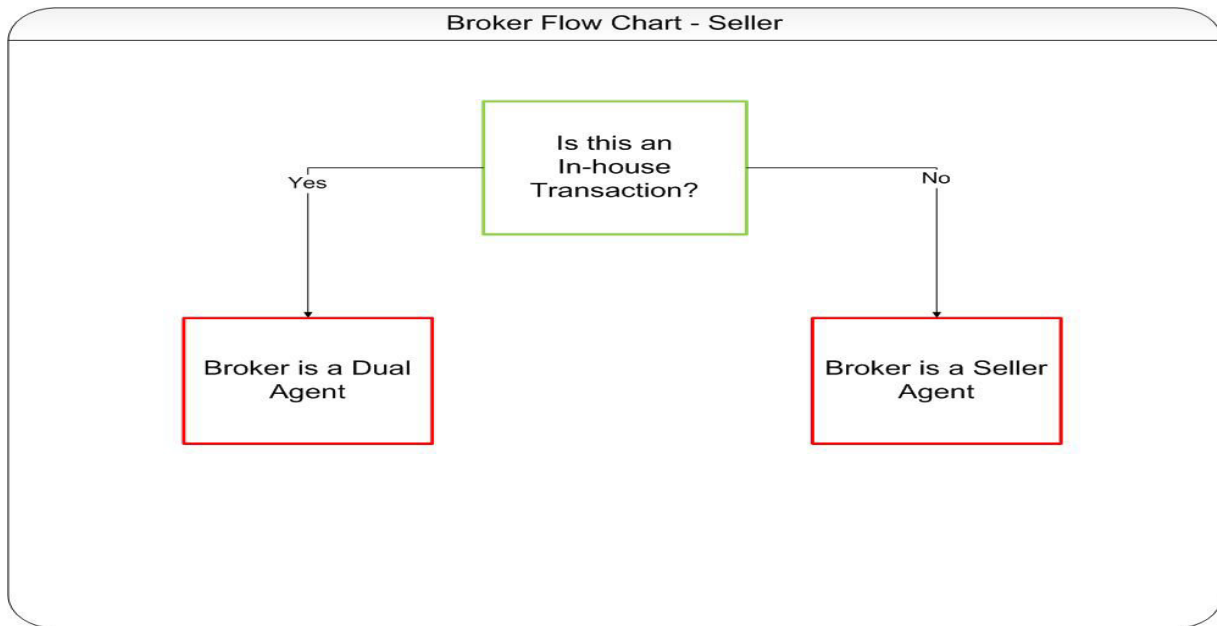 Broker Flow Chart - Seller
Is this an
In-house
Transaction?
Yes
No
Broker is a Dual
Agent
Broker is a Seller
Agent